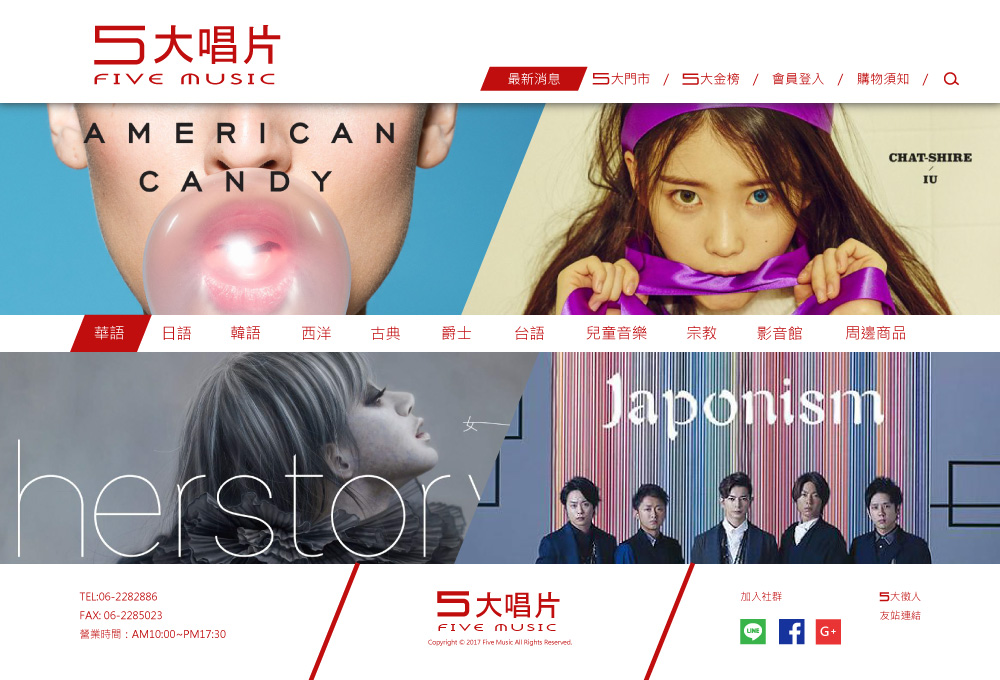 5大唱片
FIVE MUSIC
最新消息 5大門市 / 5大金榜 / 會員登入 / 購物須知 /
AMERICAN
CANDY
CHAT-SHIRE
/
IU
華語 日語 韓語 西洋 古典 爵士 台語 兒童音樂 宗教 影音館 周邊商品
女
herstory
Japonism
TEL:06-2282886
FAX: 06-2285023
營業時間：AM10:00~PM17:30
5大唱片
FIVE MUSIC
Copyright © 2017 Five Music All Rights Reserved.
加入社群
LINE f G+
5大徵人
友站連結